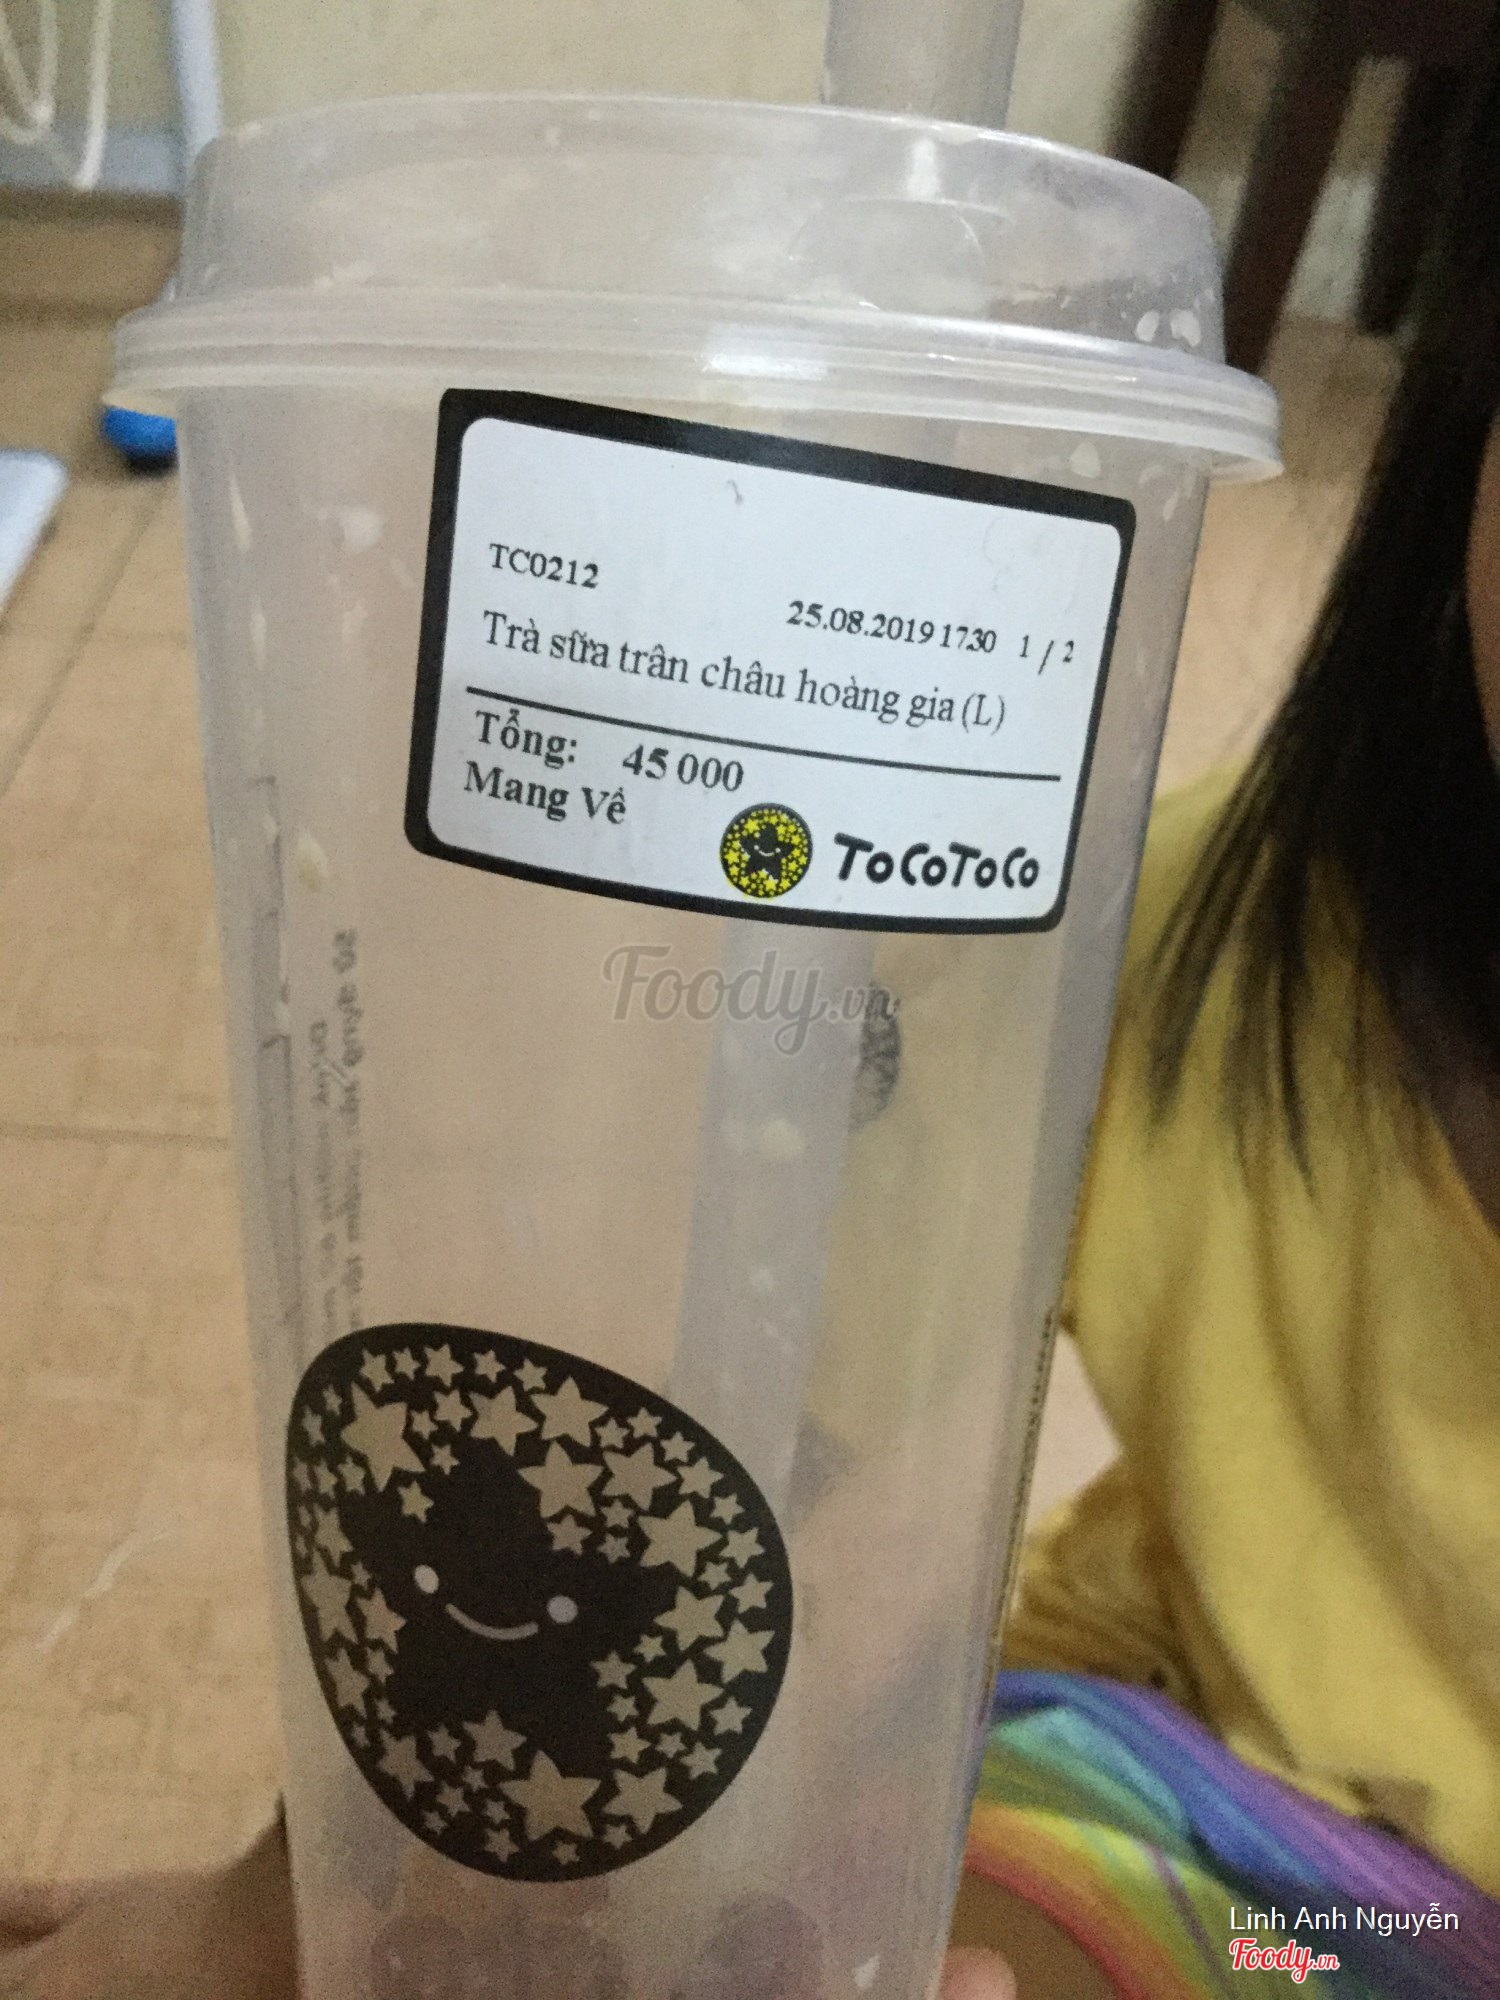 TC0212
25.08.2019 17:30 1 / 2
Trà sữa trân châu hoàng gia (L)
Tổng: 45 000
Mang Về
ToCoToCo
Foody.vn
Linh Anh Nguyễn
Foody.vn